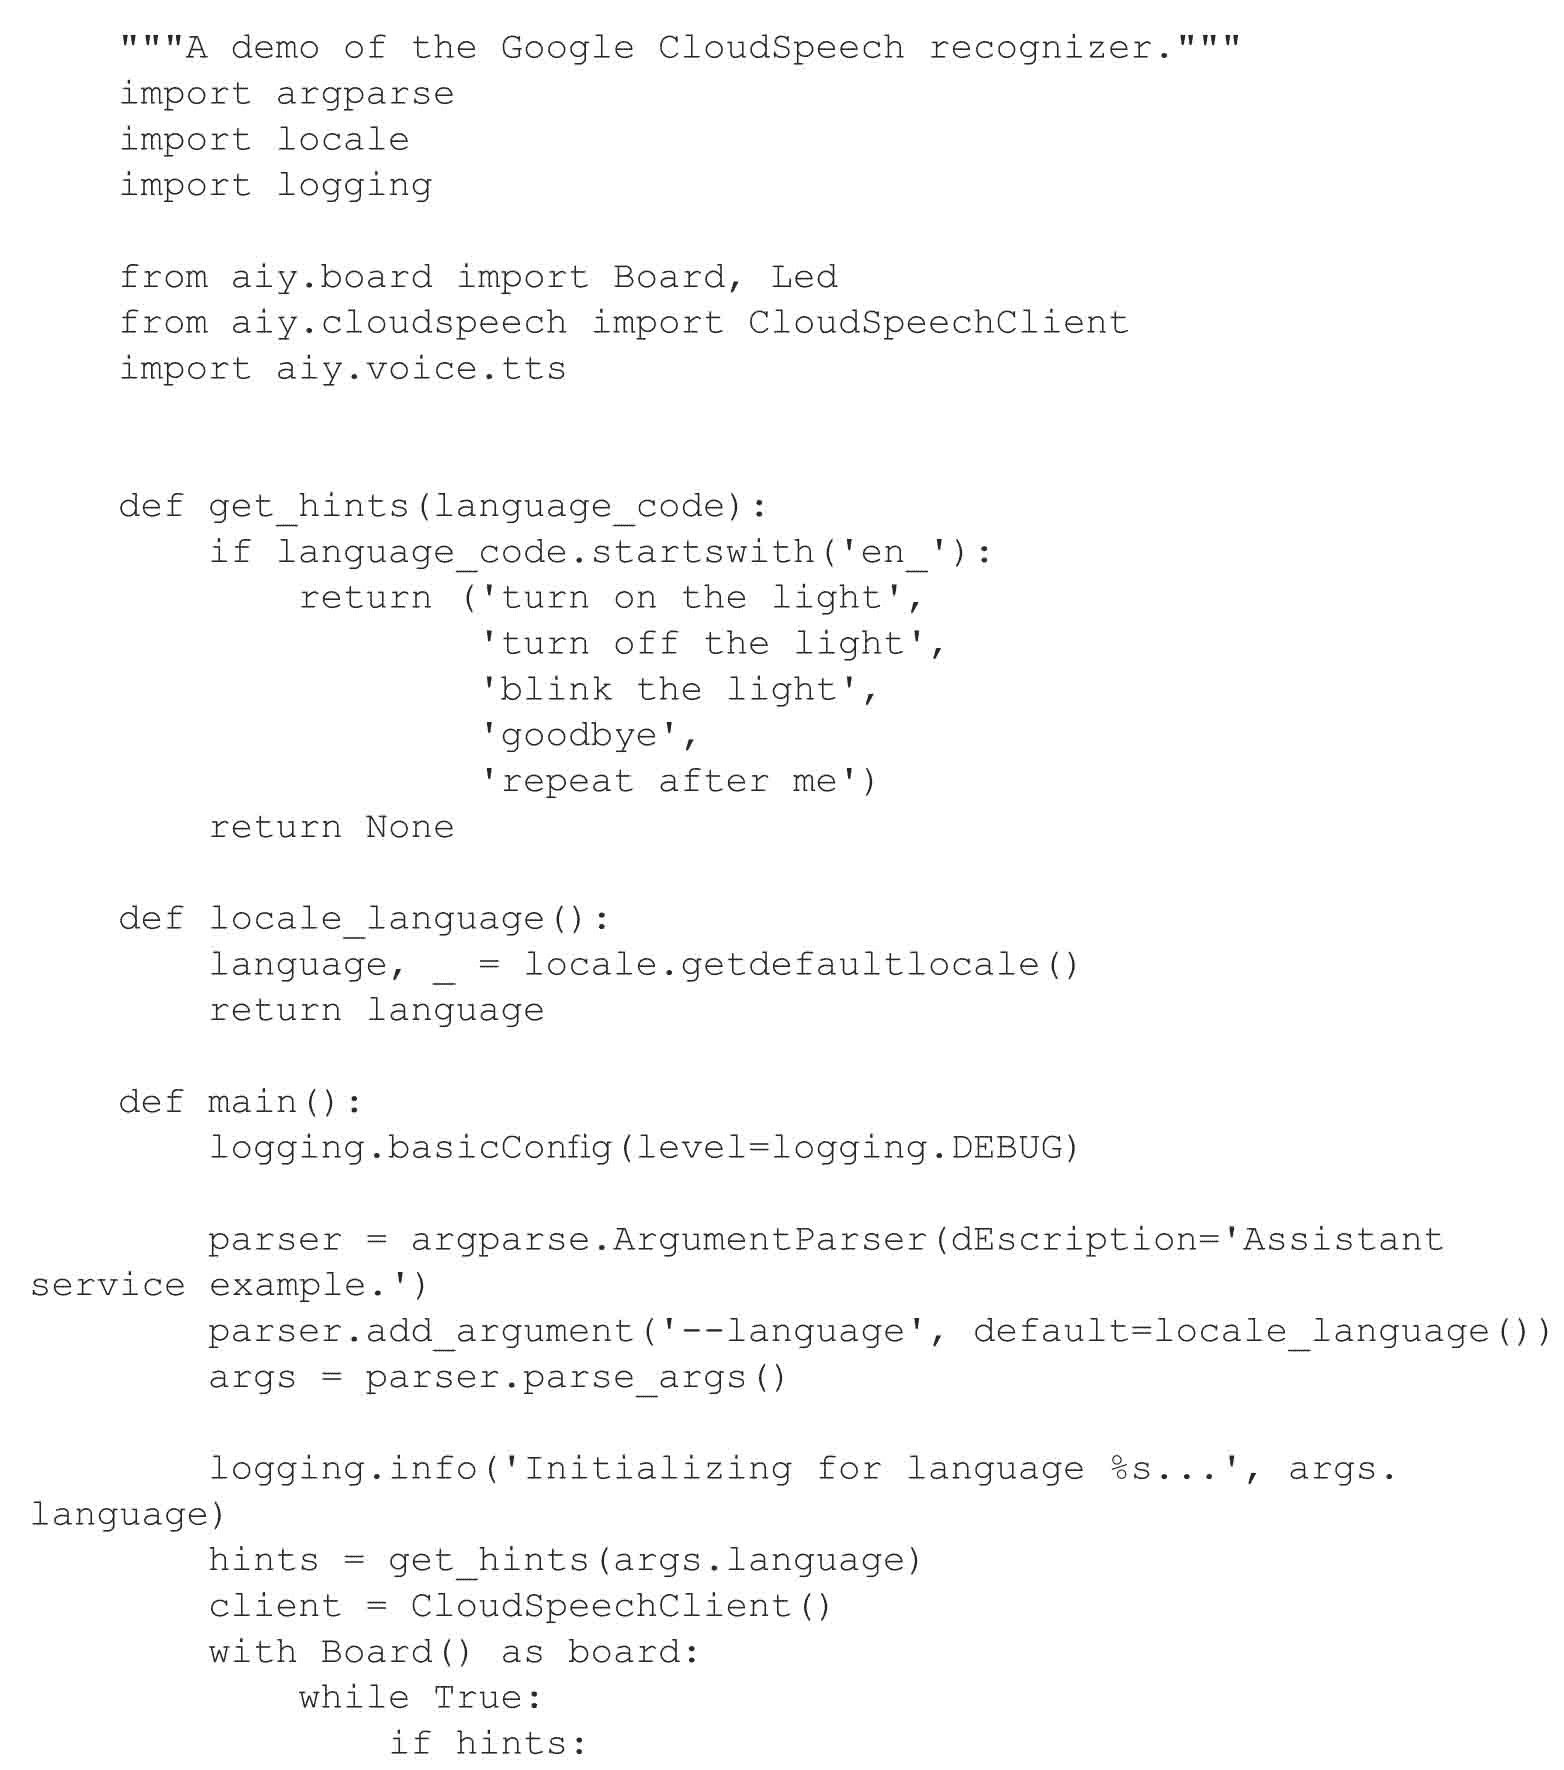 """A demo of the Google CloudSpeech recognizer."""
import argparse
import locale
import logging

from aiy.board import Board, Led
from aiy.cloudspeech import CloudSpeechClient
import aiy.voice.tts


def get_hints(language_code):
    if language_code.startswith('en_'):
        return ('turn on the light',
                'turn off the light',
                'blink the light',
                'goodbye',
                'repeat after me')
    return None

def locale_language():
    language, _ = locale.getdefaultlocale()
    return language

def main():
    logging.basicConfig(level=logging.DEBUG)

    parser = argparse.ArgumentParser(dEscription='Assistant
service example.')
    parser.add_argument('--language', default=locale_language())
    args = parser.parse_args()

    logging.info('Initializing for language %s...', args.
language)
    hints = get_hints(args.language)
    client = CloudSpeechClient()
    with Board() as board:
        while True:
            if hints: